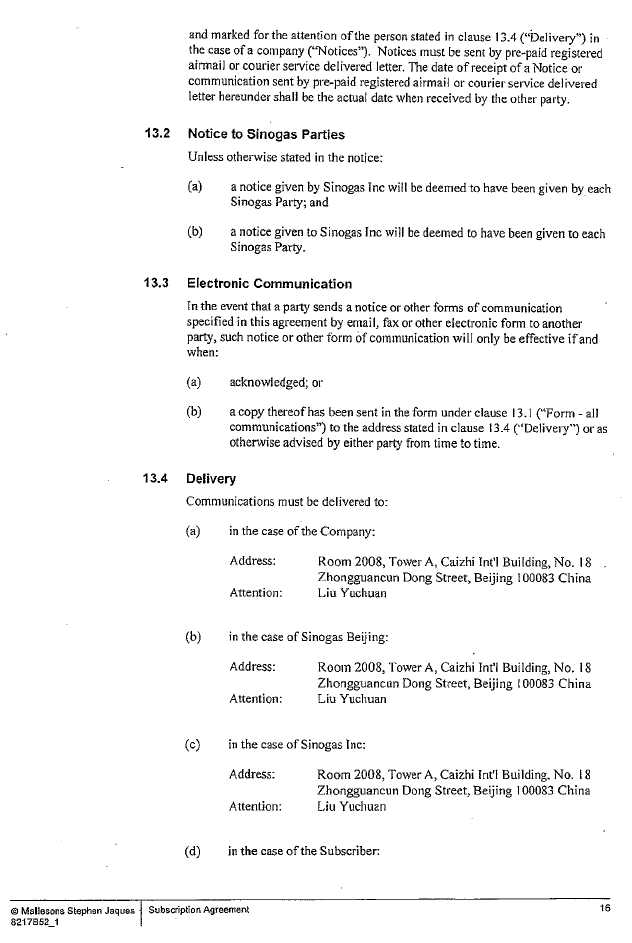 and marked for the attention of the person stated in clause 13.4 (“Delivery”) in
the case of a company (“Notices”). Notices must be sent by pre-paid registered
airmail or courier service delivered letter. The date of receipt of a Notice or
communication sent by pre-paid registered airmail or courier service delivered
letter hereunder shall be the actual date when received by the other party.
13.2 Notice to Sinogas Parties
Unless otherwise stated in the notice:
(a) a notice given by Sinogas Inc will be deemed to have been given by each
Sinogas Party; and
(b) a notice given to Sinogas Inc will be deemed to have been given to each
Sinogas Party.
13.3 Electronic Communication
In the event that a party sends a notice or other forms of communication
specified in this agreement by email, fax or other electronic form to another
party, such notice or other form of communication will only be effective if and
when:
(a) acknowledged; or
(b) a copy thereof has been sent in the form under clause 13.1 (“Form - all
communications”) to the address stated in clause 13.4 (“Delivery”) or as
otherwise advised by either party from time to time.
13.4 Delivery
Communications must be delivered to:
(a) in the case of the Company:
Address: Room 2008, Tower A, Caizhi Int'l Building, No. 18
Zhongguancun Dong Street, Beijing 100083 China
Attention: Liu Yuchuan
(b) in the case of Sinogas Beijing:
Address: Room 2008, Tower A, Caizhi Int'l Building, No. 18
Zhongguancun Dong Street, Beijing 100083 China
Attention: Liu Yuchuan
(c) in the case of Sinogas Inc:
Address: Room 2008, Tower A, Caizhi Int'l Building, No. 18
Zhongguancun Dong Street, Beijing 100083 China
Attention: Liu Yuchuan
(d) in the case of the Subscriber:
© Mallesons Stephen Jaques Subscription Agreement 16
8217852_1